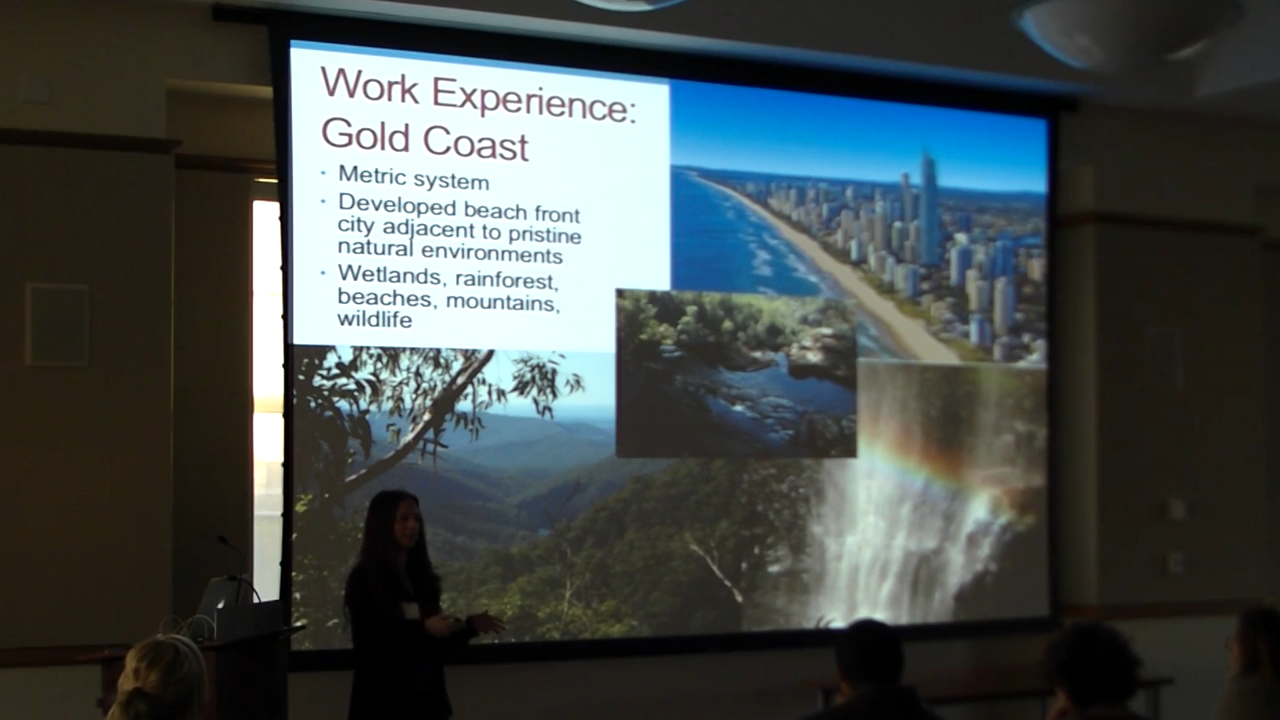 Work Experience:
Gold Coast
• Metric system
• Developed beach front
city adjacent to pristine
natural environments
• Wetlands, rainforest,
beaches, mountains,
wildlife